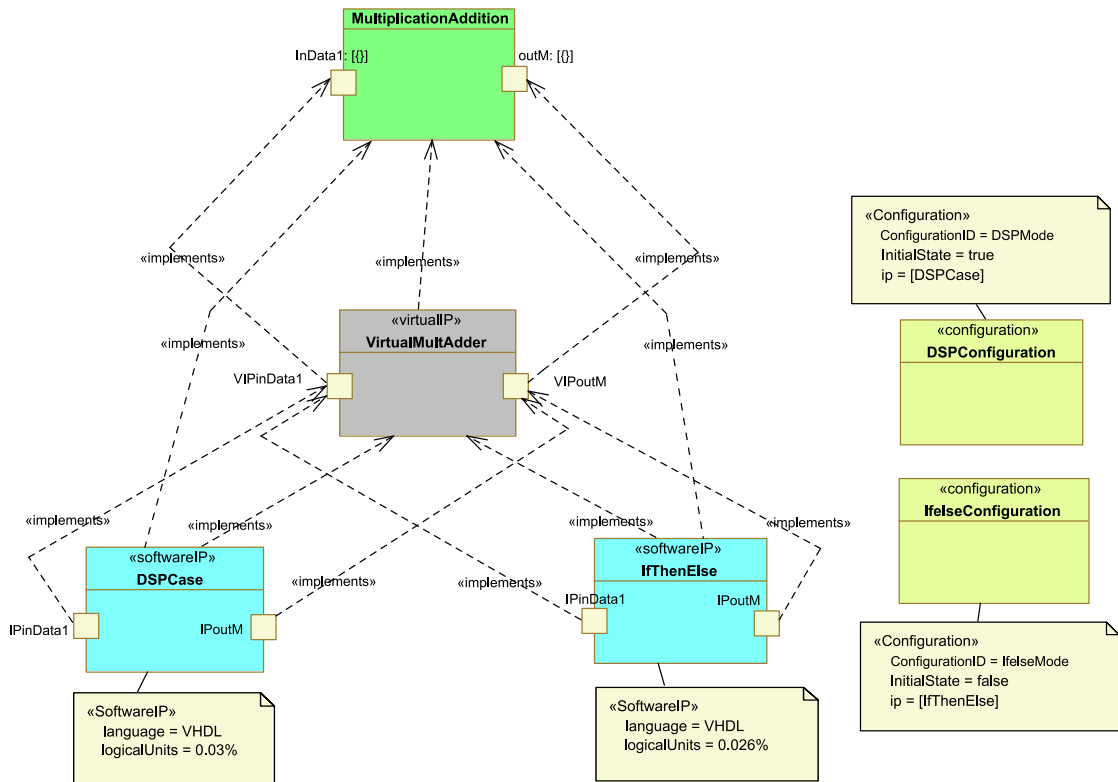 MultiplicationAddition
InData1: [{}]
outM: [{}]
«implements»
«implements»
«implements»
«Configuration»
ConfigurationID = DSPMode
InitialState = true
ip = [DSPCase]
«virtualIP»
VirtualMultAdder
«implements»
«implements»
VIPinData1
VIPoutM
«configuration»
DSPConfiguration
«configuration»
IfelseConfiguration
«implements»
«implements»
«implements»
«implements»
«implements»
«implements»
«softwareIP»
DSPCase
IPinData1
IPoutM
«softwareIP»
IfThenElse
IPinData1
IPoutM
«Configuration»
ConfigurationID = IfelseMode
InitialState = false
ip = [IfThenElse]
«SoftwareIP»
language = VHDL
logicalUnits = 0.03%
«SoftwareIP»
language = VHDL
logicalUnits = 0.026%